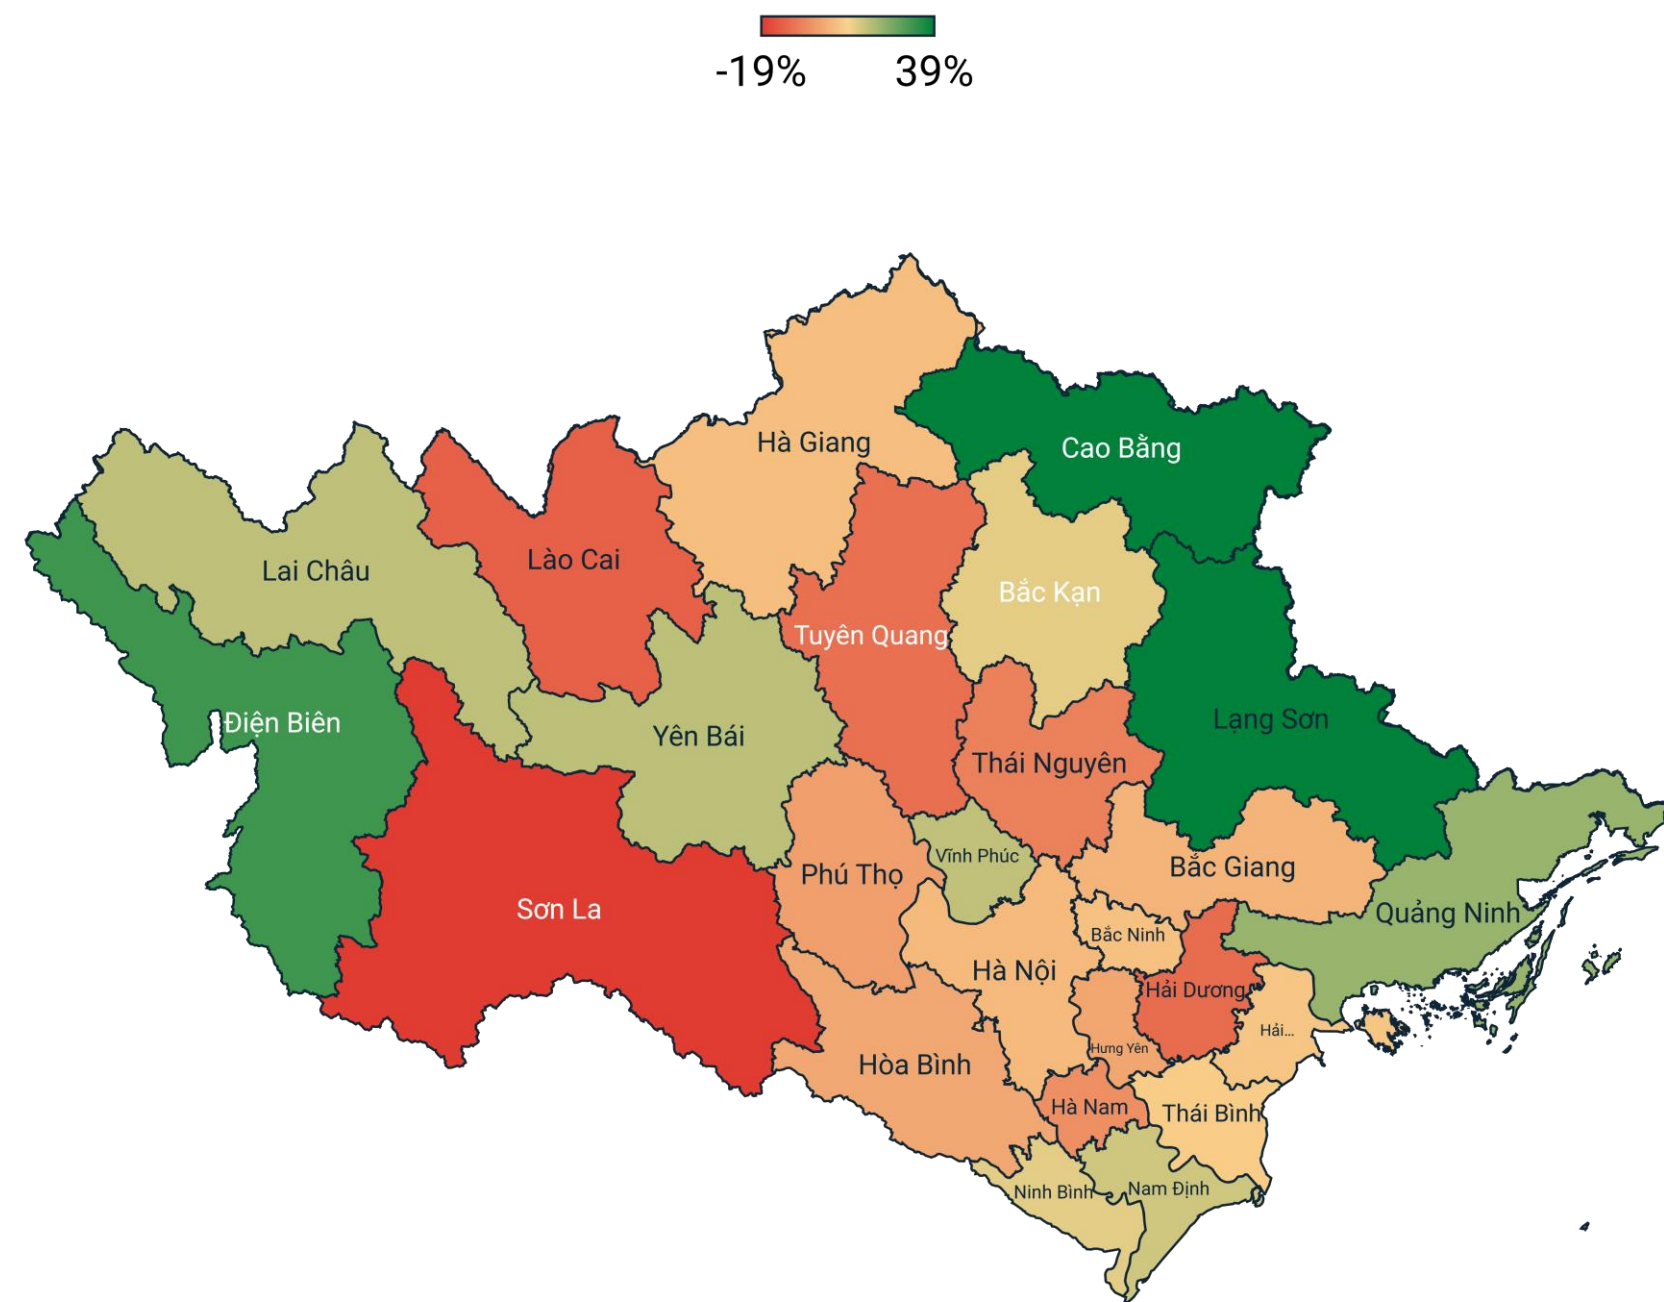 -19% 39%
Hà Giang
Cao Bằng
Lào Cai
Lai Châu
Bắc Kạn
Tuyên Quang
Lạng Sơn
Điện Biên
Yên Bái
Thái Nguyên
Vĩnh Phúc
Bắc Giang
Phú Thọ
Sơn La
Quảng Ninh
Bắc Ninh
Hà Nội
Hải Dương
Hải...
Hưng Yên
Hòa Bình
Hà Nam
Thái Bình
Ninh Bình
Nam Định